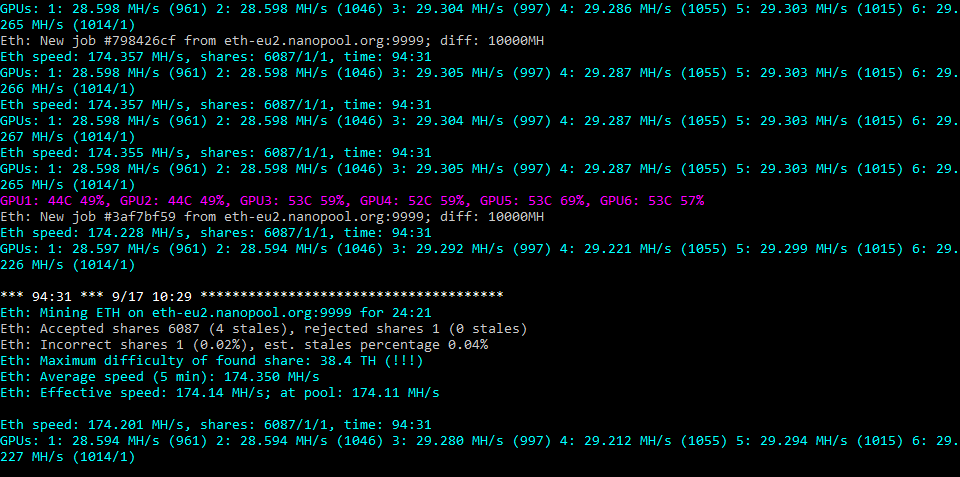 GPUs: 1: 28.598 MH/s (961) 2: 28.598 MH/s (1046) 3: 29.304 MH/s (997) 4: 29.286 MH/s (1055) 5: 29.303 MH/s (1015) 6: 29.
265 MH/s (1014/1)
Eth: New job #798426cf from eth-eu2.nanopool.org:9999; diff: 10000MH
Eth speed: 174.357 MH/s, shares: 6087/1/1, time: 94:31
GPUs: 1: 28.598 MH/s (961) 2: 28.598 MH/s (1046) 3: 29.305 MH/s (997) 4: 29.287 MH/s (1055) 5: 29.303 MH/s (1015) 6: 29.
266 MH/s (1014/1)
Eth speed: 174.357 MH/s, shares: 6087/1/1, time: 94:31
GPUs: 1: 28.598 MH/s (961) 2: 28.598 MH/s (1046) 3: 29.304 MH/s (997) 4: 29.287 MH/s (1055) 5: 29.303 MH/s (1015) 6: 29.
267 MH/s (1014/1)
Eth speed: 174.355 MH/s, shares: 6087/1/1, time: 94:31
GPUs: 1: 28.598 MH/s (961) 2: 28.598 MH/s (1046) 3: 29.305 MH/s (997) 4: 29.287 MH/s (1055) 5: 29.303 MH/s (1015) 6: 29.
265 MH/s (1014/1)
GPU1: 44C 49%, GPU2: 44C 49%, GPU3: 53C 59%, GPU4: 52C 59%, GPU5: 53C 69%, GPU6: 53C 57%
Eth: New job #3af7bf59 from eth-eu2.nanopool.org:9999; diff: 10000MH
Eth speed: 174.228 MH/s, shares: 6087/1/1, time: 94:31
GPUs: 1: 28.597 MH/s (961) 2: 28.594 MH/s (1046) 3: 29.292 MH/s (997) 4: 29.221 MH/s (1055) 5: 29.299 MH/s (1015) 6: 29.
226 MH/s (1014/1)
*** 94:31 *** 9/17 10:29 **************************************
Eth: Mining ETH on eth-eu2.nanopool.org:9999 for 24:21
Eth: Accepted shares 6087 (4 stales), rejected shares 1 (0 stales)
Eth: Incorrect shares 1 (0.02%), est. stales percentage 0.04%
Eth: Maximum difficulty of found share: 38.4 TH (!!!)
Eth: Average speed (5 min): 174.350 MH/s
Eth: Effective speed: 174.14 MH/s; at pool: 174.11 MH/s
Eth speed: 174.201 MH/s, shares: 6087/1/1, time: 94:31
GPUs: 1: 28.594 MH/s (961) 2: 28.594 MH/s (1046) 3: 29.280 MH/s (997) 4: 29.212 MH/s (1055) 5: 29.294 MH/s (1015) 6: 29.
227 MH/s (1014/1)